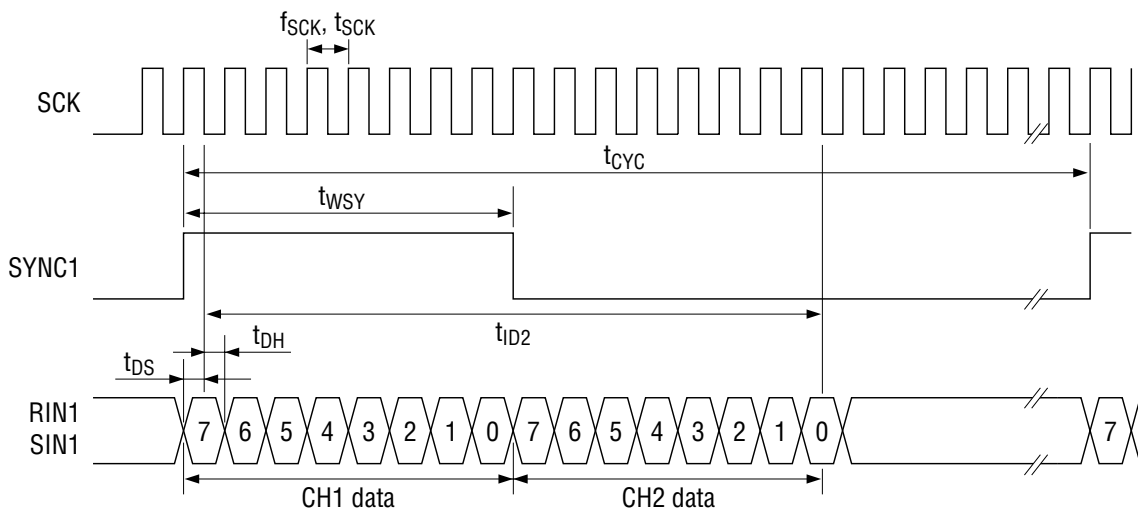 fSCK, tSCK
SCK
tCYC
tWSY
SYNC1
tID2
tDH
tDS
RIN1
SIN1
7 6 5 4 3 2 1 0 7 6 5 4 3 2 1 0 7
CH1 data CH2 data